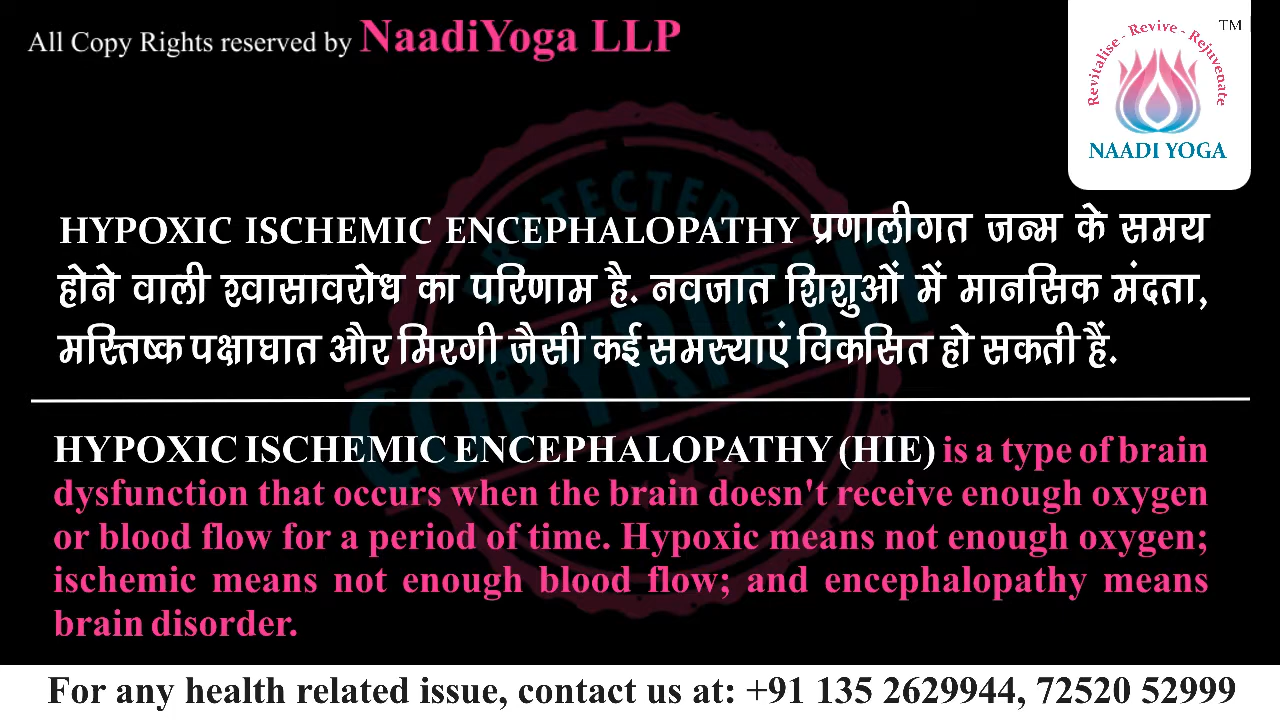 All Copy Rights reserved by NaadiYoga LLP
Revitalise - Revive - Rejuvenate
TM
NAADI YOGA
PROTECTED
COPYRIGHT
HYPOXIC ISCHEMIC ENCEPHALOPATHY प्रणालीगत जन्म के समय
होने वाली श्वासावरोध का परिणाम है. नवजात शिशुओं में मानसिक मंदता,
मस्तिष्क पक्षाघात और मिरगी जैसी कई समस्याएं विकसित हो सकती हैं.
HYPOXIC ISCHEMIC ENCEPHALOPATHY (HIE) is a type of brain
dysfunction that occurs when the brain doesn't receive enough oxygen
or blood flow for a period of time. Hypoxic means not enough oxygen;
ischemic means not enough blood flow; and encephalopathy means
brain disorder.
For any health related issue, contact us at: +91 135 2629944, 72520 52999